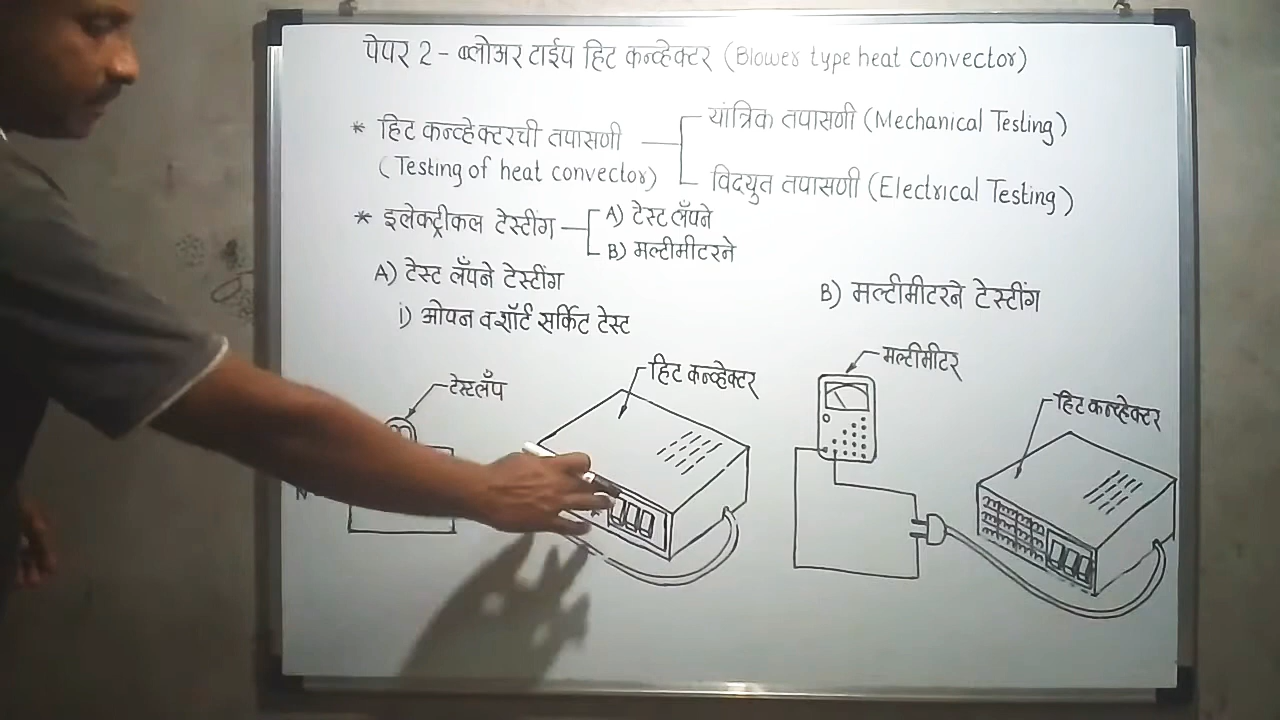 पेपर 2 - ब्लोअर टाईप हिट कन्व्हेक्टर (Blower type heat convector)
* हिट कन्व्हेक्टरची तपासणी
(Testing of heat convector)
यांत्रिक तपासणी (Mechanical Testing)
विदयुत तपासणी (Electrical Testing)
* इलेक्ट्रीकल टेस्टींग
A) टेस्ट लॅंपने
B) मल्टीमीटरने
A) टेस्ट लॅंपने टेस्टींग
i) ओपन व शॉर्ट सर्किट टेस्ट
टेस्टलॅंप
हिट कन्व्हेक्टर
N
B) मल्टीमीटरने टेस्टींग
मल्टीमीटर
हिट कन्व्हेक्टर